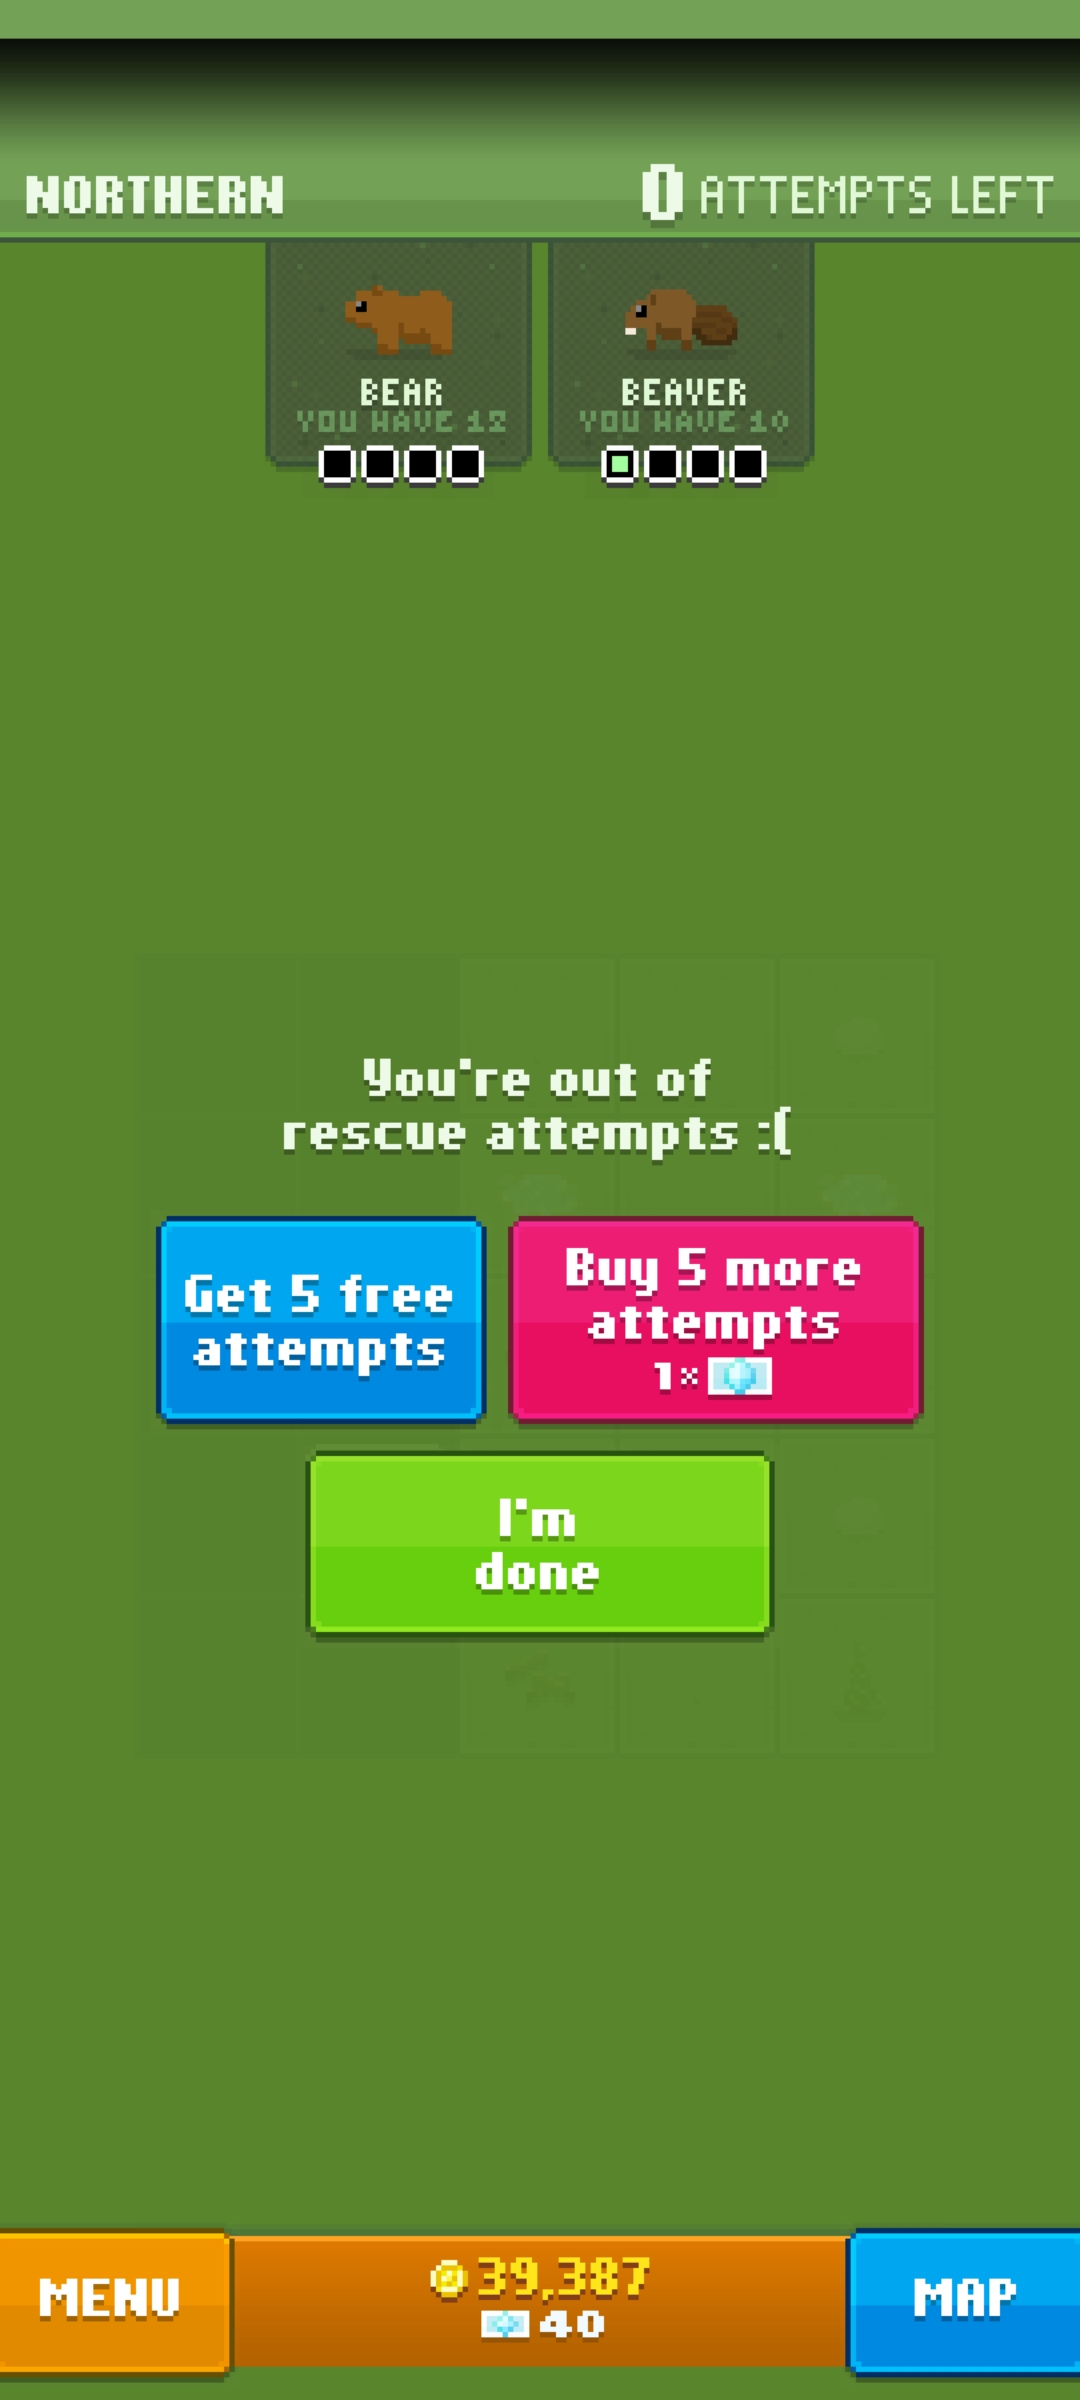 NORTHERN
0 ATTEMPTS LEFT
BEAR
YOU HAVE 12
BEAVER
YOU HAVE 10
You're out of
rescue attempts :(
Get 5 free
attempts
Buy 5 more
attempts
1×
I'm
done
MENU
39,387
40
MAP